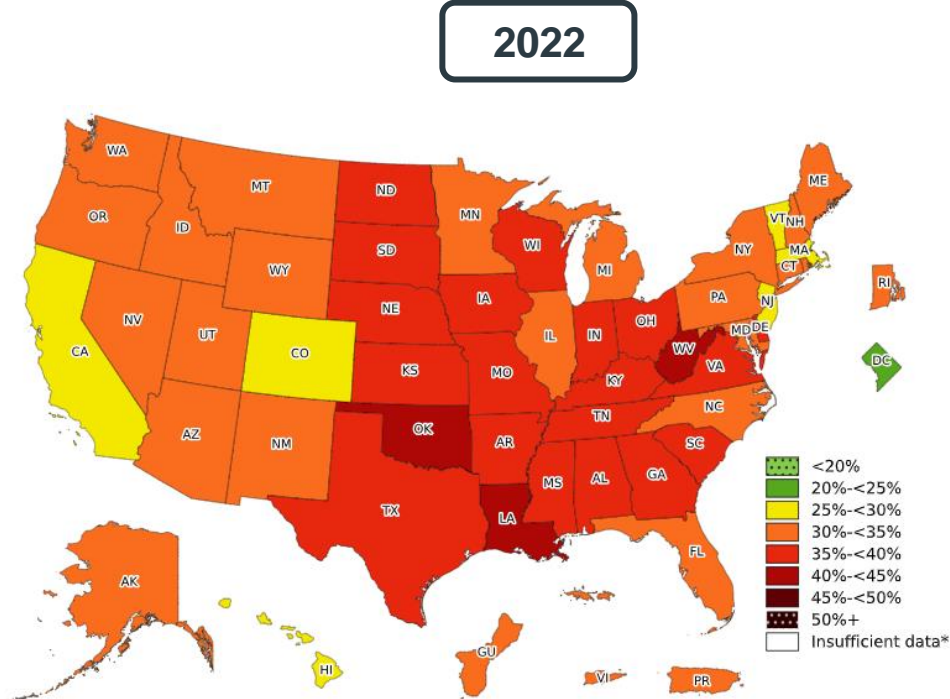 2022
WA
MT
ND
MN
ME
OR
ID
SD
WI
VT
NH
NY
MA
CT
WY
MI
RI
NE
IA
PA
NJ
NV
UT
CO
IL
IN
OH
MD
DE
CA
KS
MO
WV
VA
DC
KY
AZ
NM
OK
AR
TN
NC
SC
TX
LA
MS
AL
GA
FL
AK
HI
GU
VI
PR
<20%
20%-<25%
25%-<30%
30%-<35%
35%-<40%
40%-<45%
45%-<50%
50%+
Insufficient data*